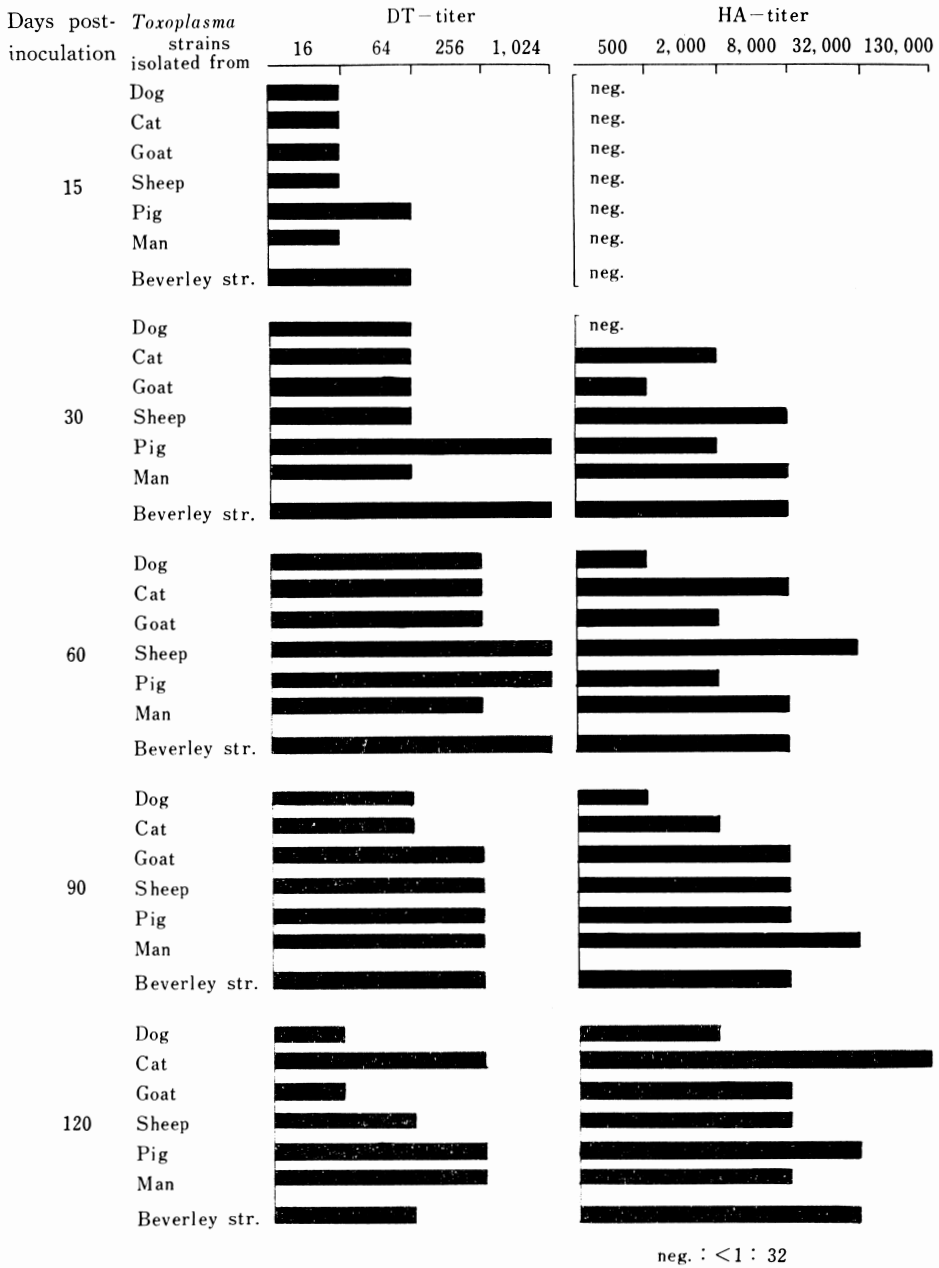 Days post- Toxoplasma DT-titer HA-titer
inoculation strains isolated from 16 64 256 1,024 500 2,000 8,000 32,000 130,000
Dog neg.
Cat neg.
Goat neg.
15 Sheep neg.
Pig neg.
Man neg.
Beverley str. neg.
Dog neg.
Cat
Goat
30 Sheep
Pig
Man
Beverley str.
Dog
Cat
Goat
60 Sheep
Pig
Man
Beverley str.
Dog
Cat
Goat
90 Sheep
Pig
Man
Beverley str.
Dog
Cat
Goat
120 Sheep
Pig
Man
Beverley str.
neg. : <1 : 32